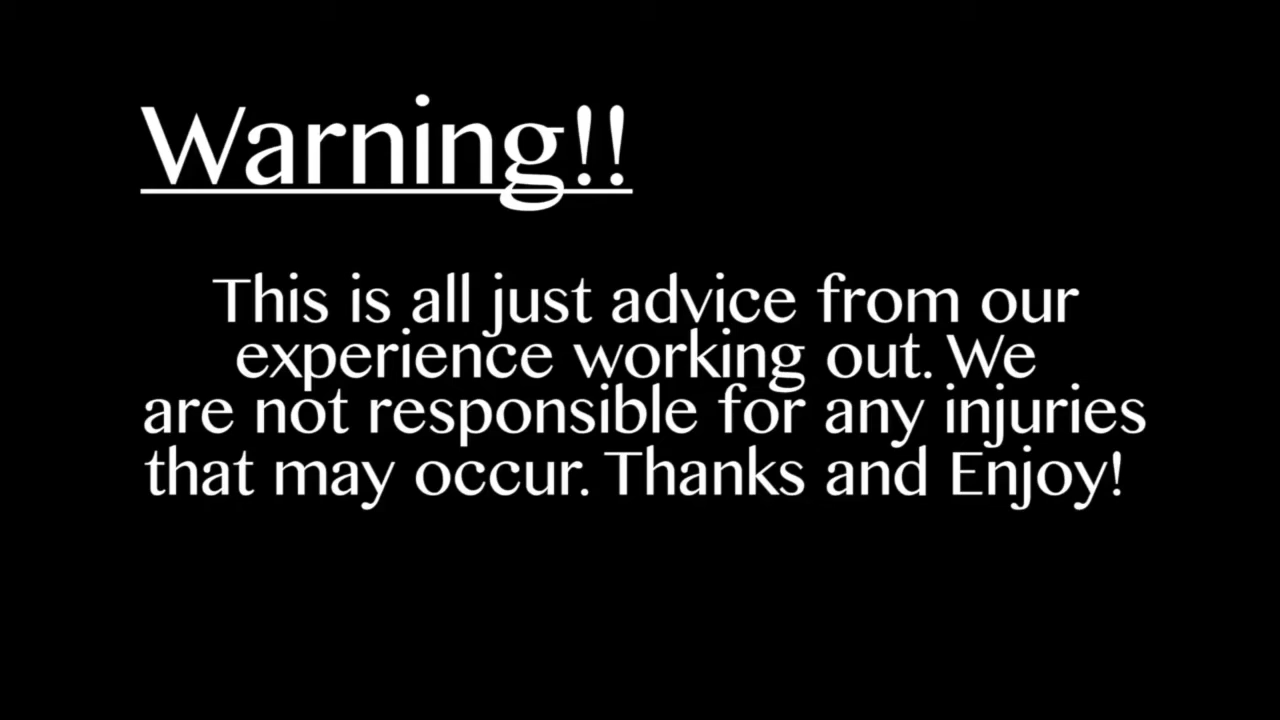 Warning!!
This is all just advice from our
experience working out. We
are not responsible for any injuries
that may occur. Thanks and Enjoy!